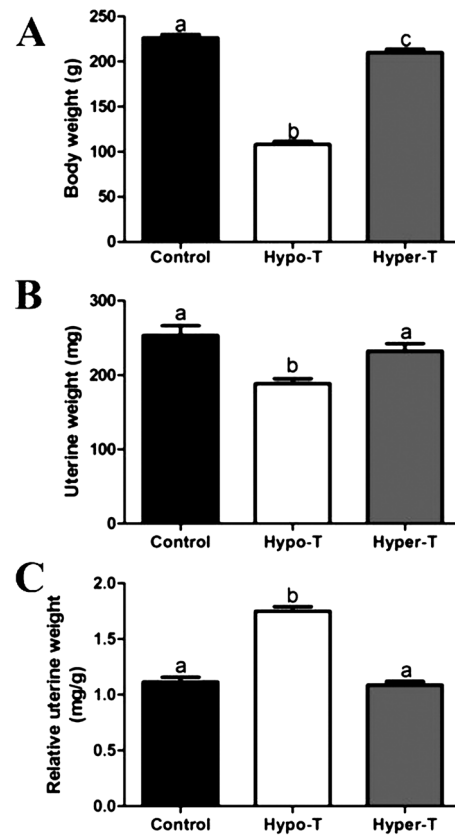 A
Body weight (g)
250
200
150
100
50
0
a
b
c
Control Hypo-T Hyper-T
B
Uterine weight (mg)
300
200
100
0
a
b
a
Control Hypo-T Hyper-T
C
Relative uterine weight
(mg/g)
2.0
1.5
1.0
0.5
0.0
a
b
a
Control Hypo-T Hyper-T